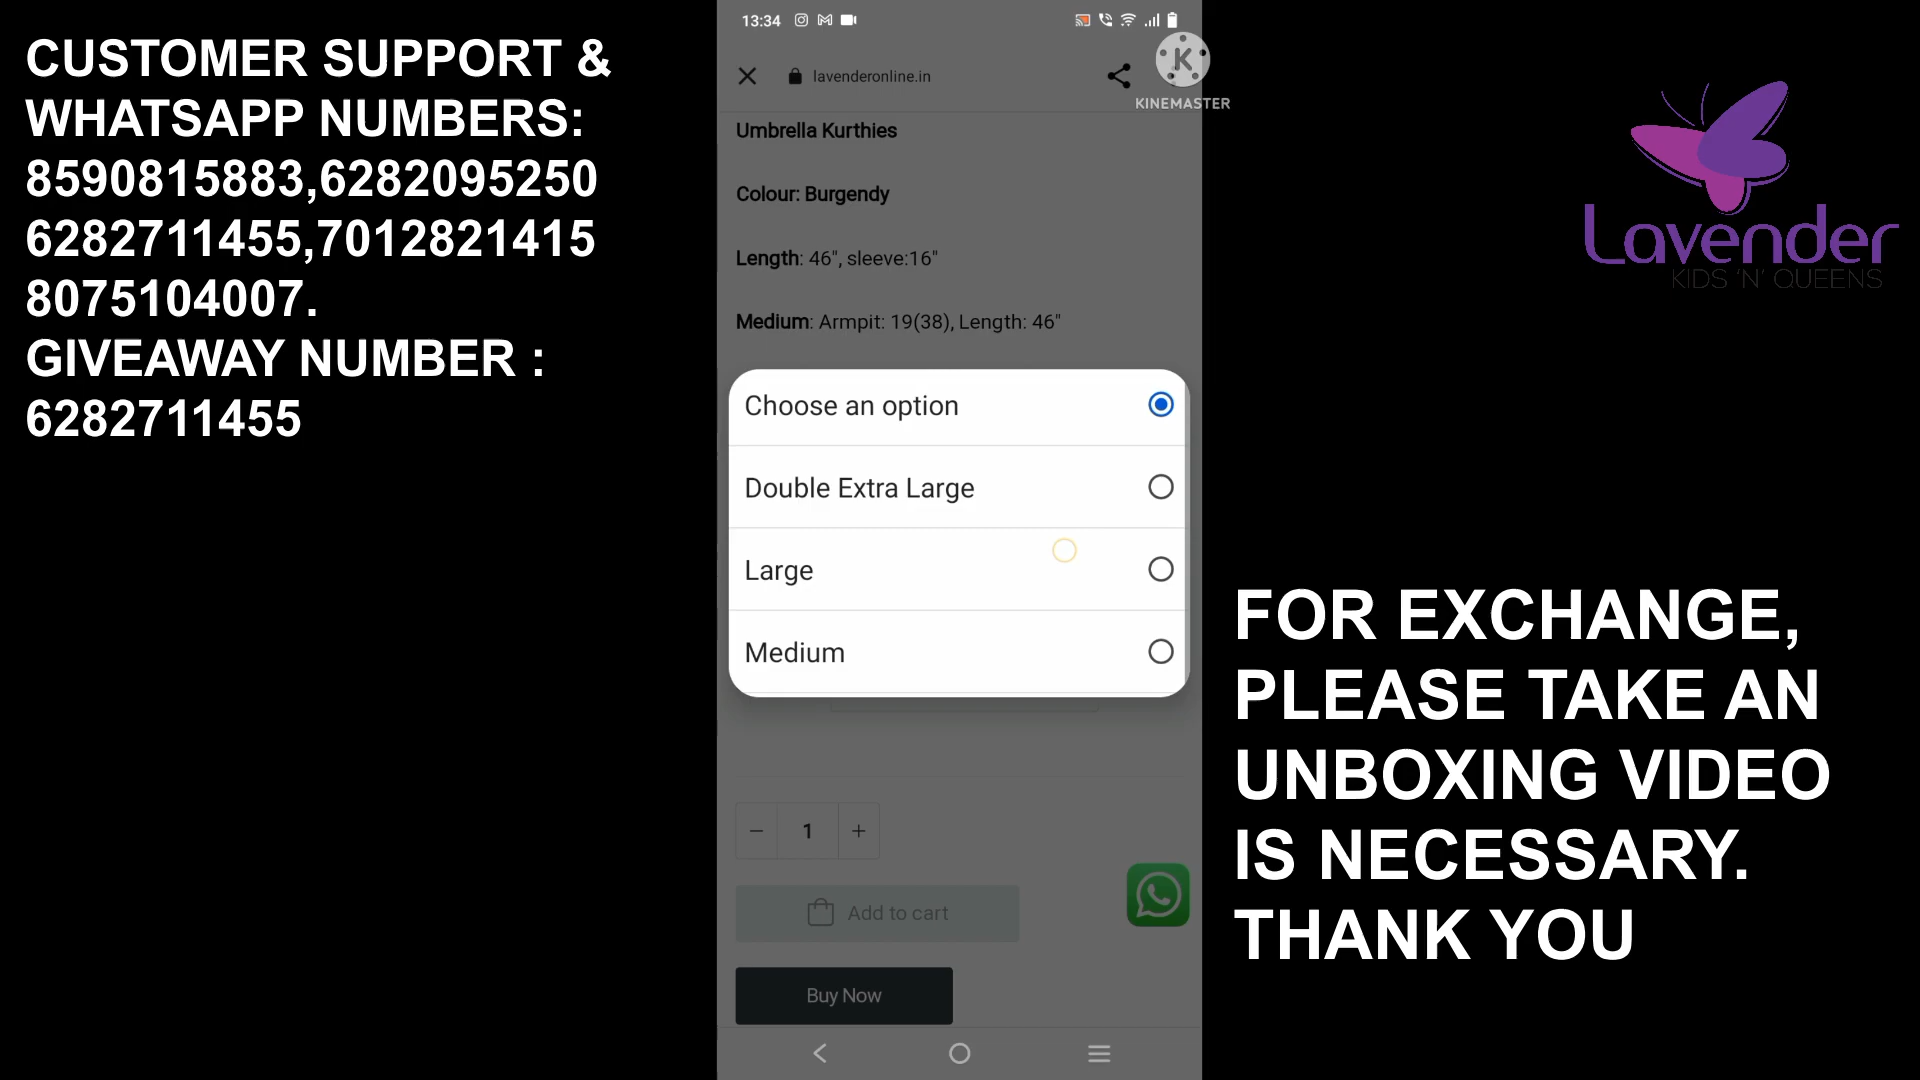 CUSTOMER SUPPORT &
WHATSAPP NUMBERS:
8590815883,6282095250
6282711455,7012821415
8075104007.
GIVEAWAY NUMBER :
6282711455
13:34
lavenderonline.in
KINEMASTER
Umbrella Kurthies
Colour: Burgendy
Length: 46", sleeve:16"
Medium: Armpit: 19(38), Length: 46"
Choose an option
Double Extra Large
Large
Medium
1
Add to cart
Buy Now
Lavender
KIDS 'N' QUEENS
FOR EXCHANGE,
PLEASE TAKE AN
UNBOXING VIDEO
IS NECESSARY.
THANK YOU